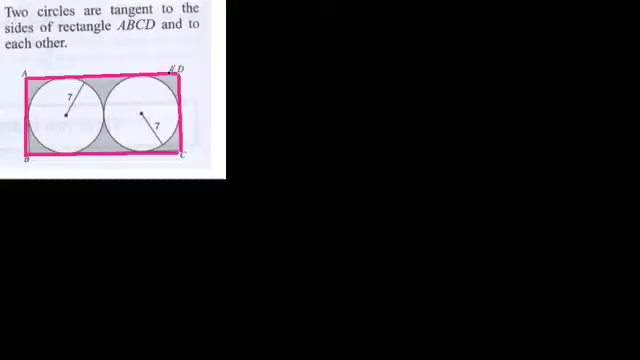 Two circles are tangent to the
sides of rectangle ABCD and to
each other.
A
D
7
7
B
C